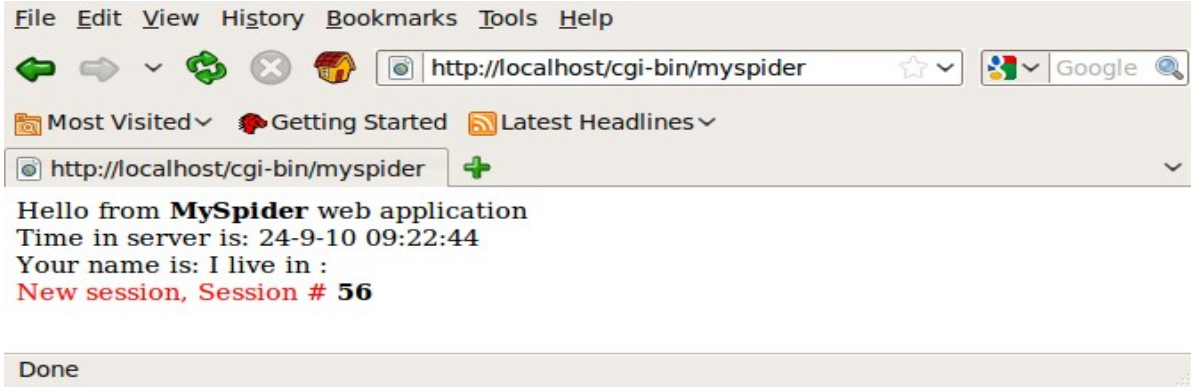 File Edit View History Bookmarks Tools Help
http://localhost/cgi-bin/myspider Google
Most Visited Getting Started Latest Headlines
http://localhost/cgi-bin/myspider
Hello from MySpider web application
Time in server is: 24-9-10 09:22:44
Your name is: I live in :
New session, Session # 56
Done